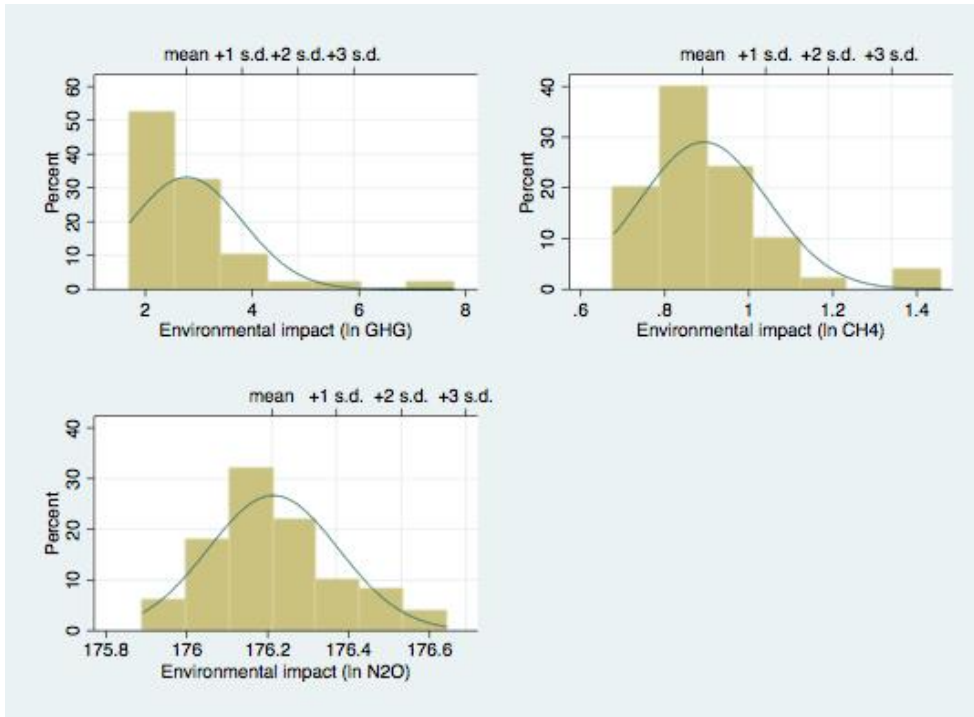 mean +1 s.d.+2 s.d.+3 s.d.
60
50
40
30
20
10
0
Percent
2 4 6 8
Environmental impact (ln GHG)
mean +1 s.d. +2 s.d. +3 s.d.
40
30
20
10
0
Percent
.6 .8 1 1.2 1.4
Environmental impact (ln CH4)
mean +1 s.d. +2 s.d. +3 s.d.
40
30
20
10
0
Percent
175.8 176 176.2 176.4 176.6
Environmental impact (ln N2O)